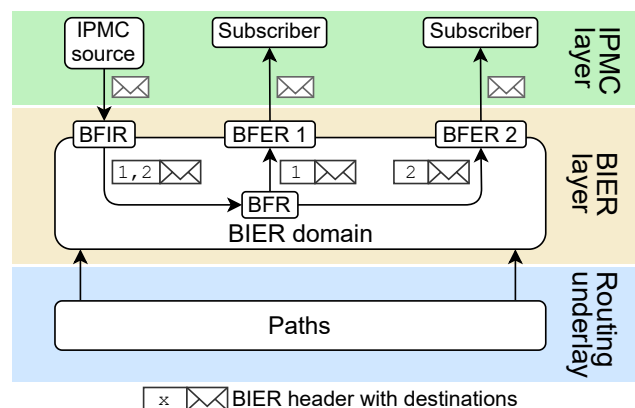 IPMC
source
Subscriber
Subscriber
IPMC
layer
BFIR
BFER 1
BFER 2
1,2
1
2
BFR
BIER domain
BIER
layer
Paths
Routing
underlay
x
BIER header with destinations